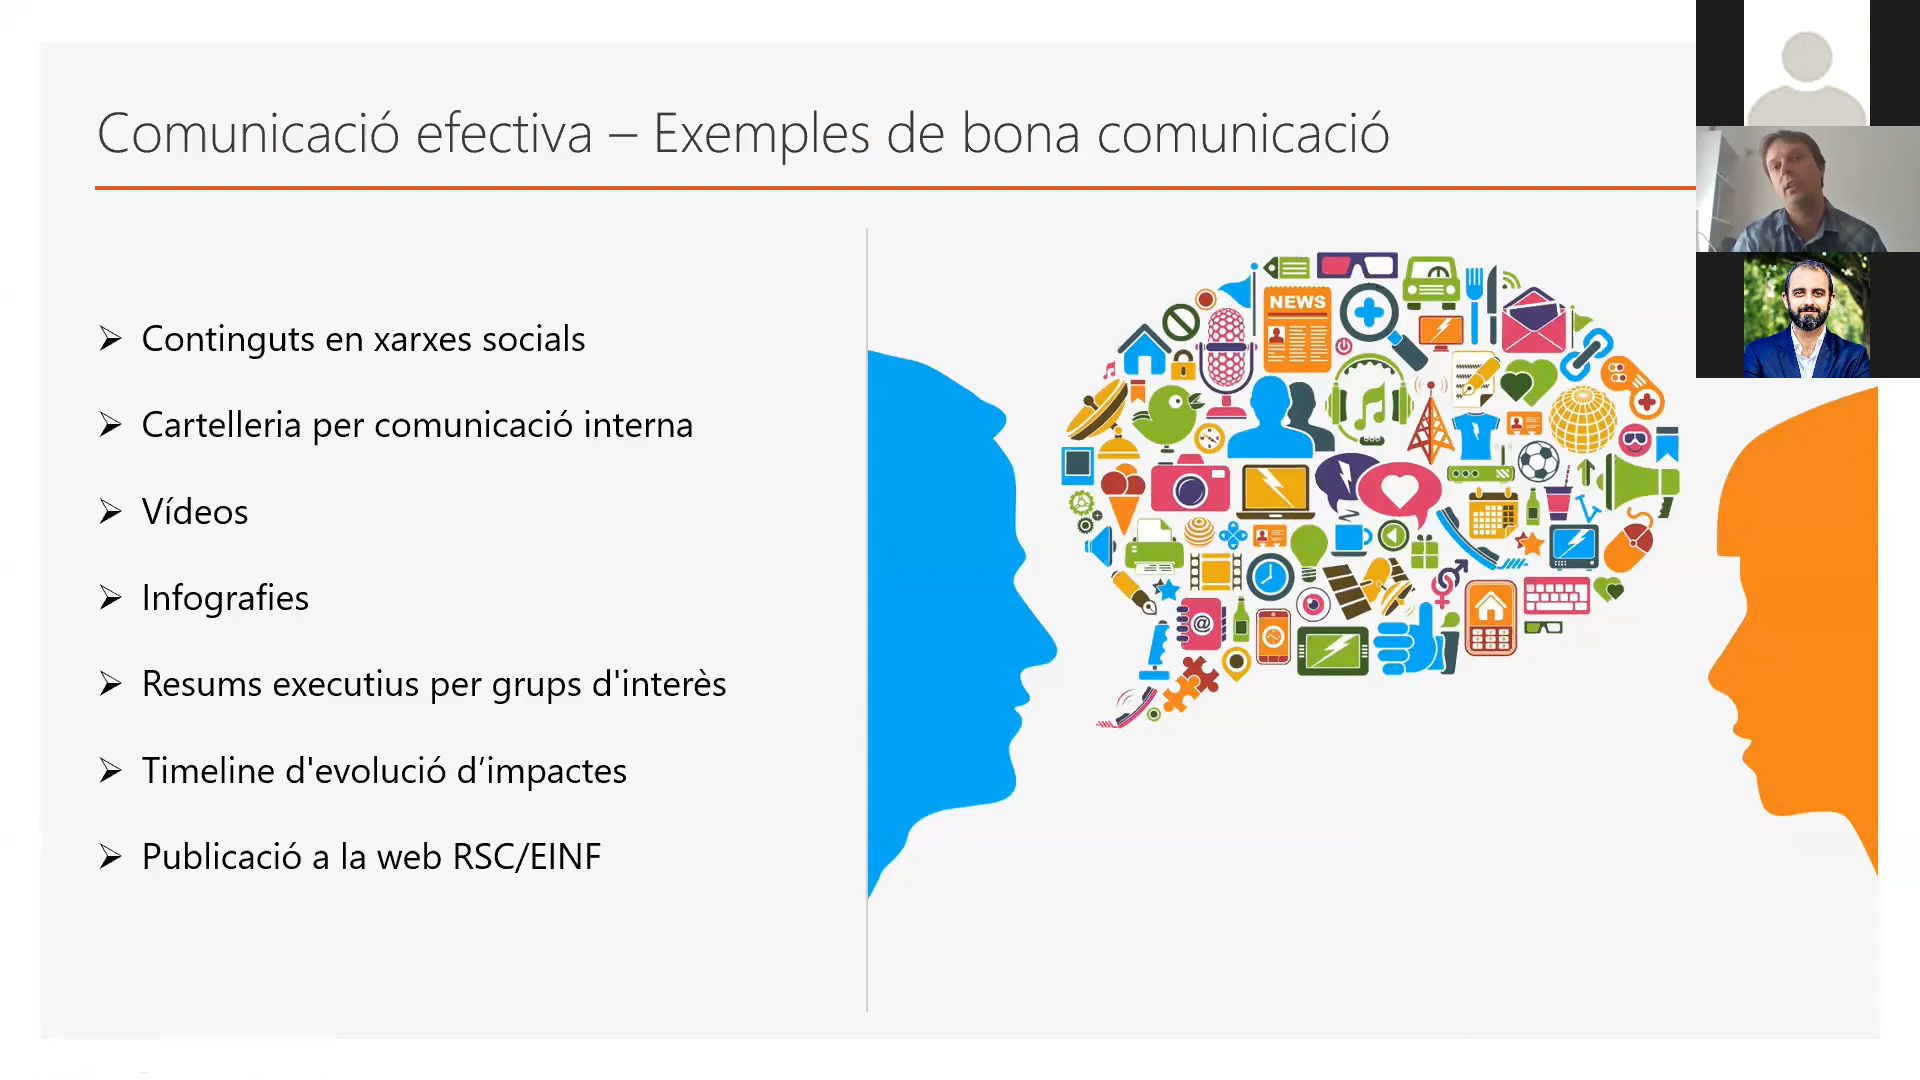 Comunicació efectiva – Exemples de bona comunicació
Continguts en xarxes socials
Cartelleria per comunicació interna
Vídeos
Infografies
Resums executius per grups d'interès
Timeline d'evolució d’impactes
Publicació a la web RSC/EINF
NEWS
@